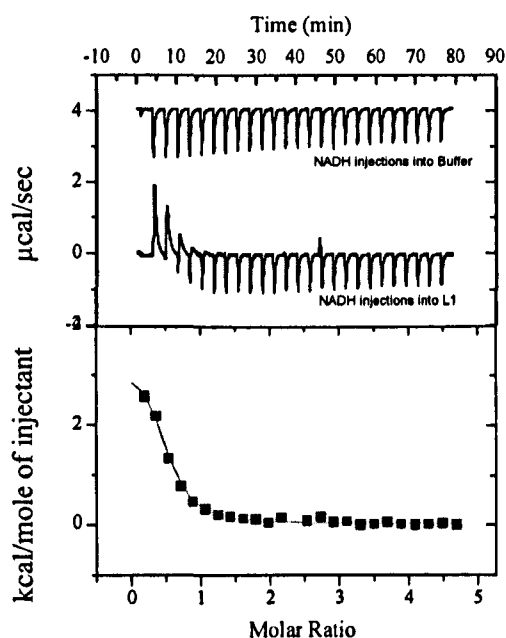 Time (min)
-10 0 10 20 30 40 50 60 70 80 90
4
NADH injections into Buffer
2
µcal/sec
0
NADH injections into L1
kcal/mole of injectant
2
0
0 1 2 3 4 5
Molar Ratio